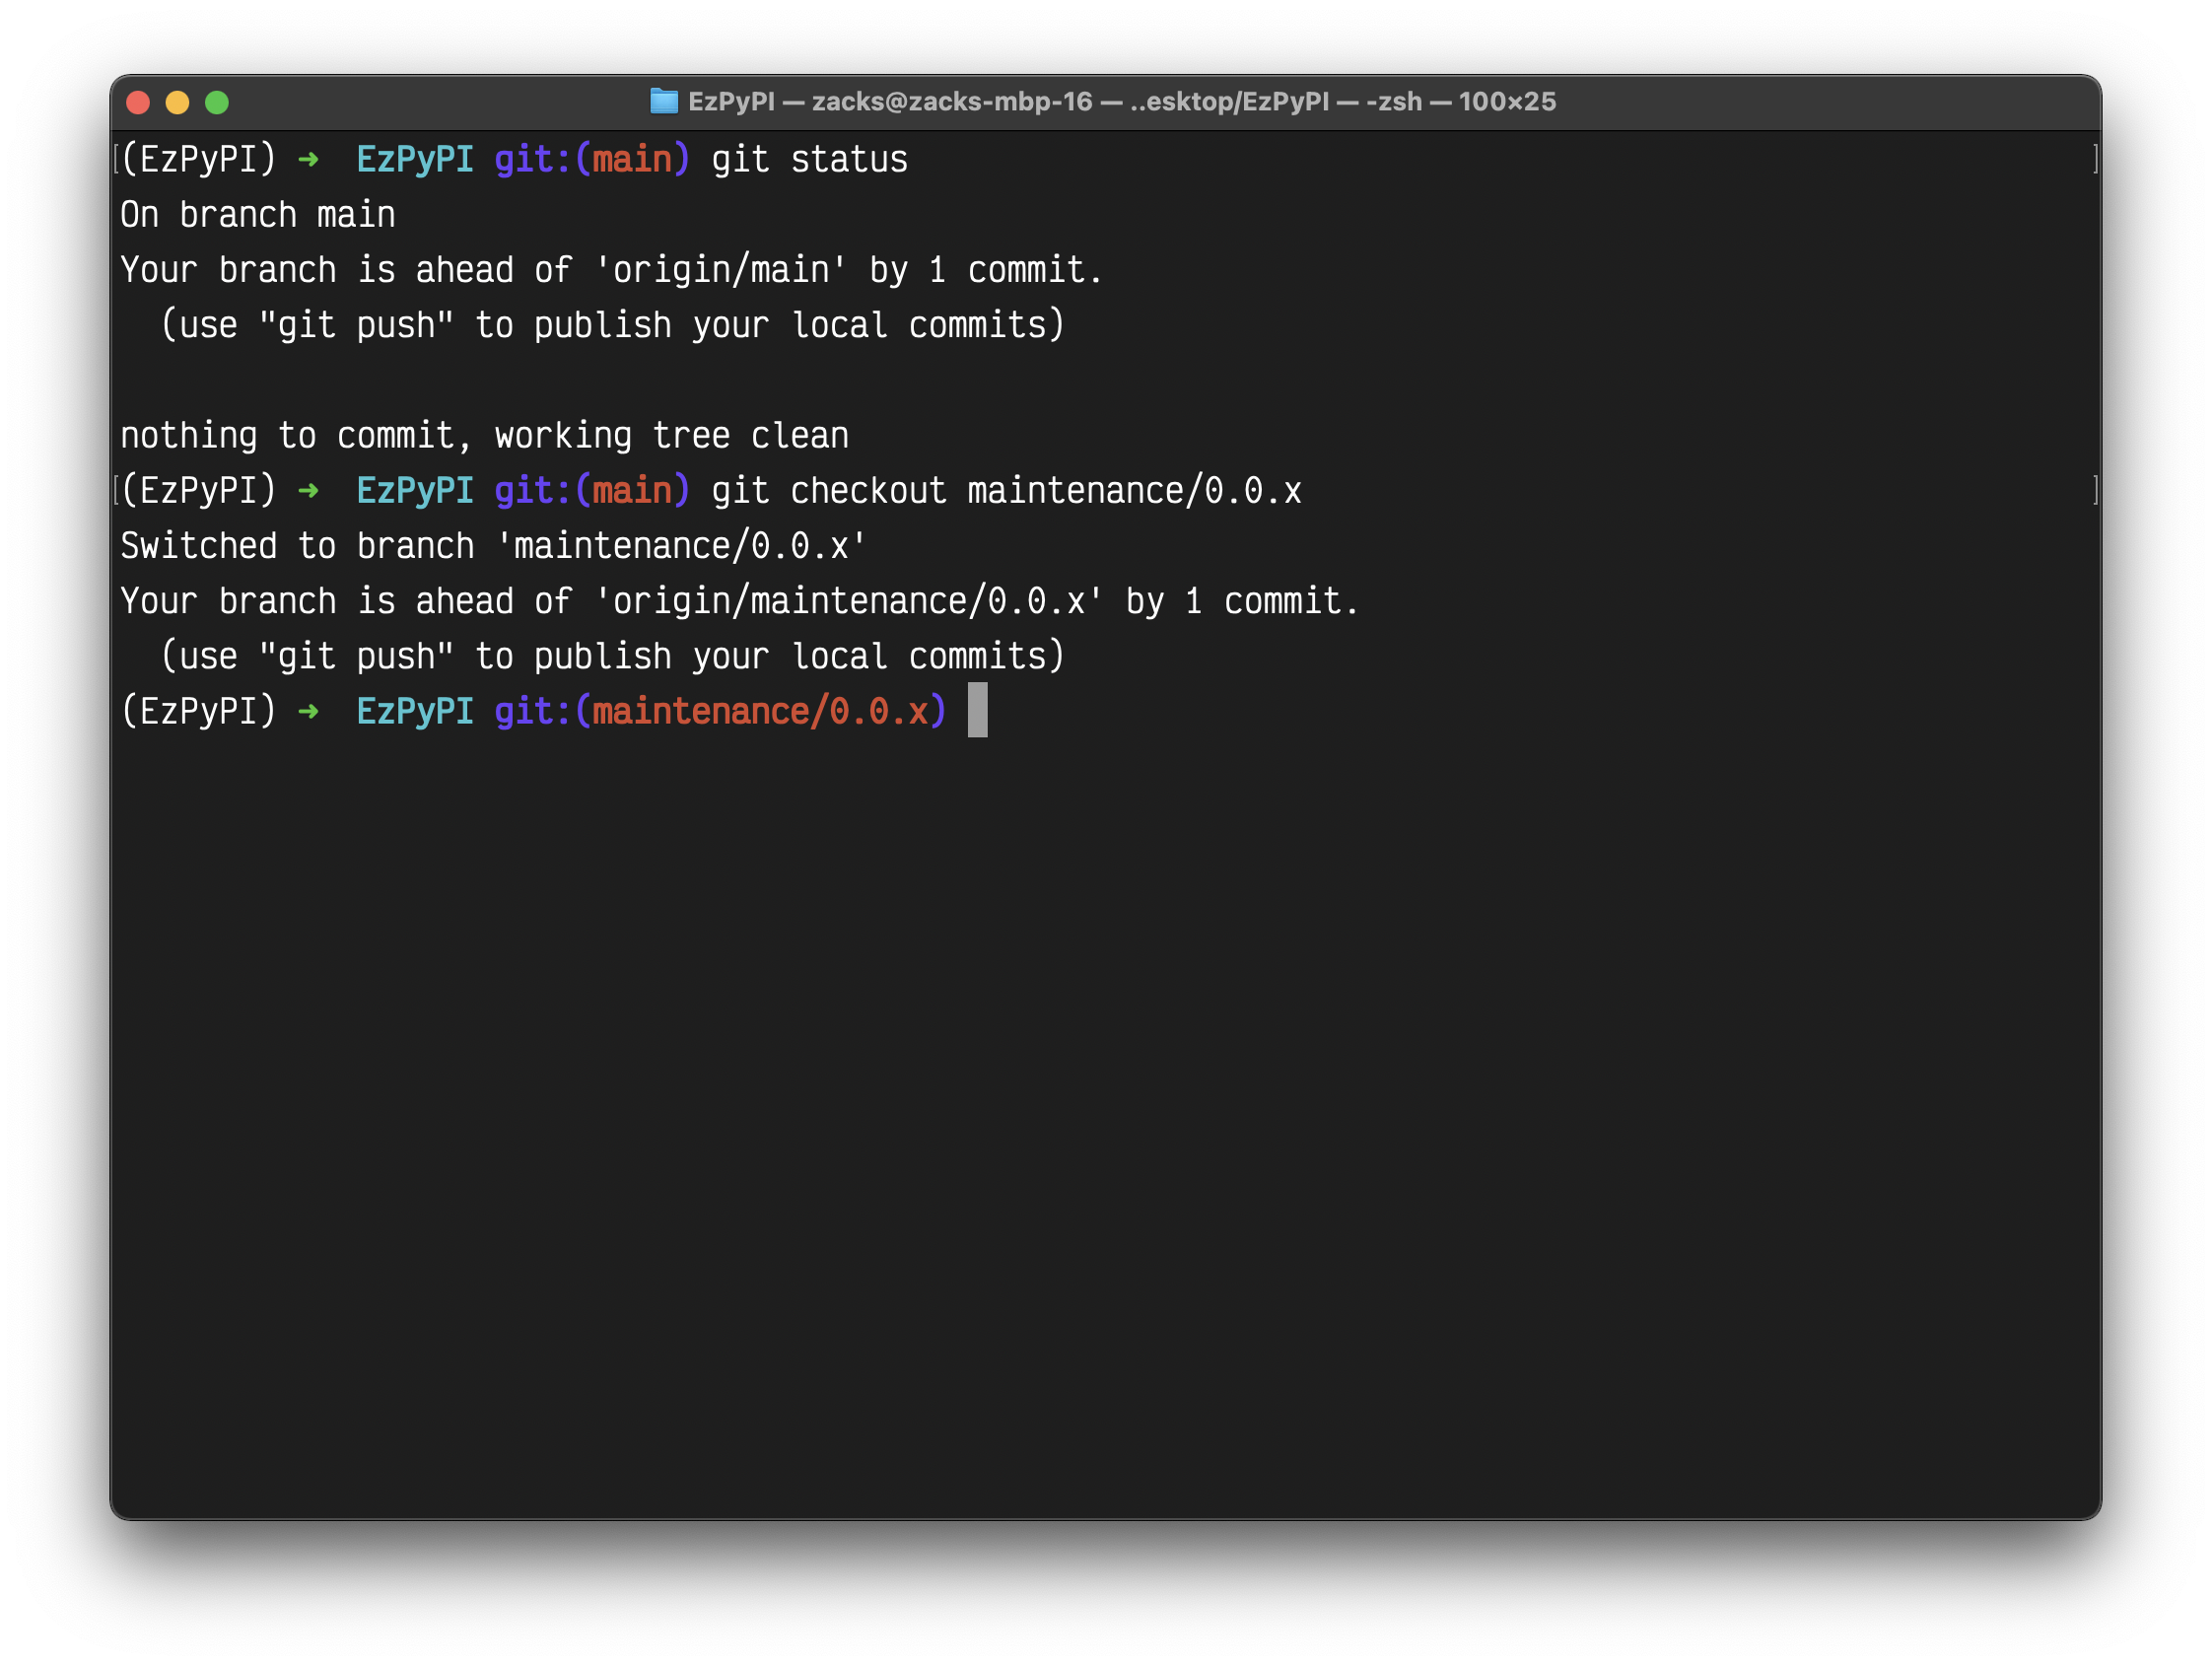 EzPyPI — zacks@zacks-mbp-16 — ..esktop/EzPyPI — -zsh — 100×25
[(EzPyPI) ➜  EzPyPI git:(main) git status ]
On branch main
Your branch is ahead of 'origin/main' by 1 commit.
  (use "git push" to publish your local commits)

nothing to commit, working tree clean
[(EzPyPI) ➜  EzPyPI git:(main) git checkout maintenance/0.0.x ]
Switched to branch 'maintenance/0.0.x'
Your branch is ahead of 'origin/maintenance/0.0.x' by 1 commit.
  (use "git push" to publish your local commits)
(EzPyPI) ➜  EzPyPI git:(maintenance/0.0.x)